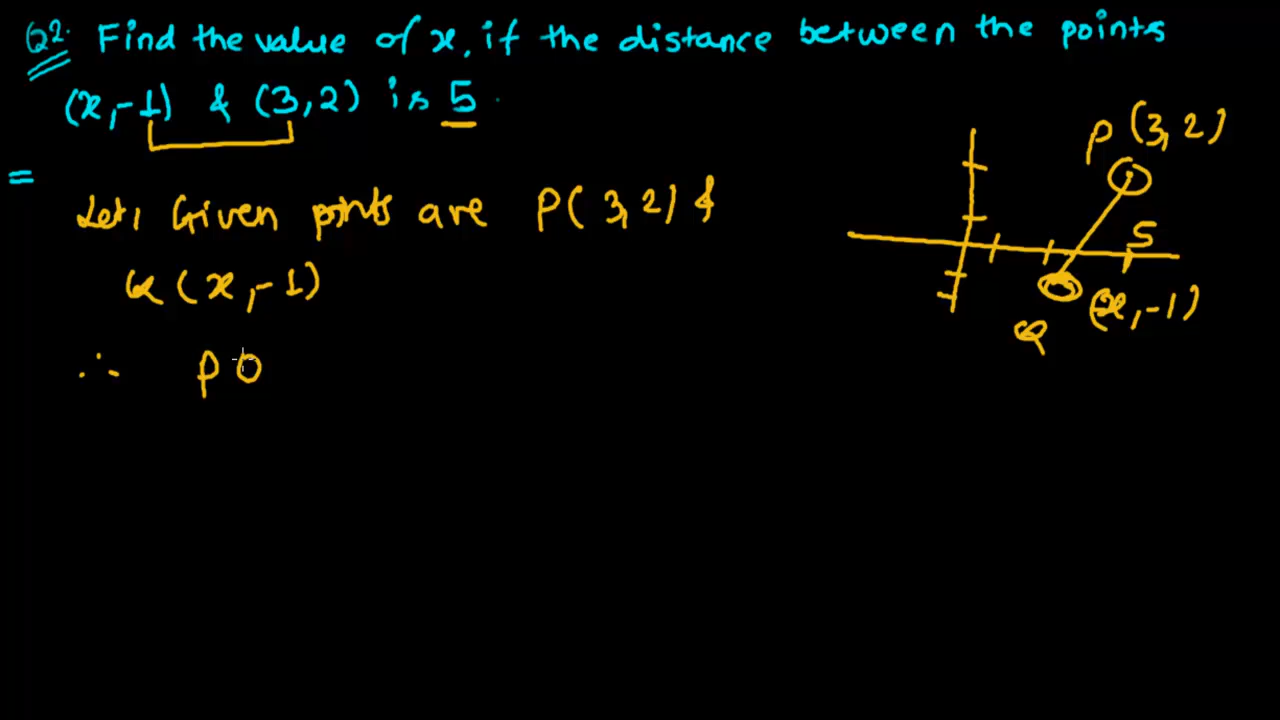 Q2. Find the value of x, if the distance between the points
(x,-1) & (3,2) is 5.
=
Let, Given points are P(3,2) &
Q(x,-1)
∴ PQ
P (3,2)
5
(x,-1)
Q